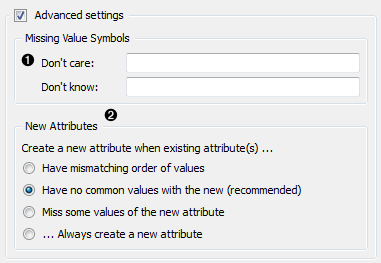 Advanced settings
Missing Value Symbols
❶ Don't care:
Don't know:
❷
New Attributes
Create a new attribute when existing attribute(s) ...
Have mismatching order of values
Have no common values with the new (recommended)
Miss some values of the new attribute
... Always create a new attribute